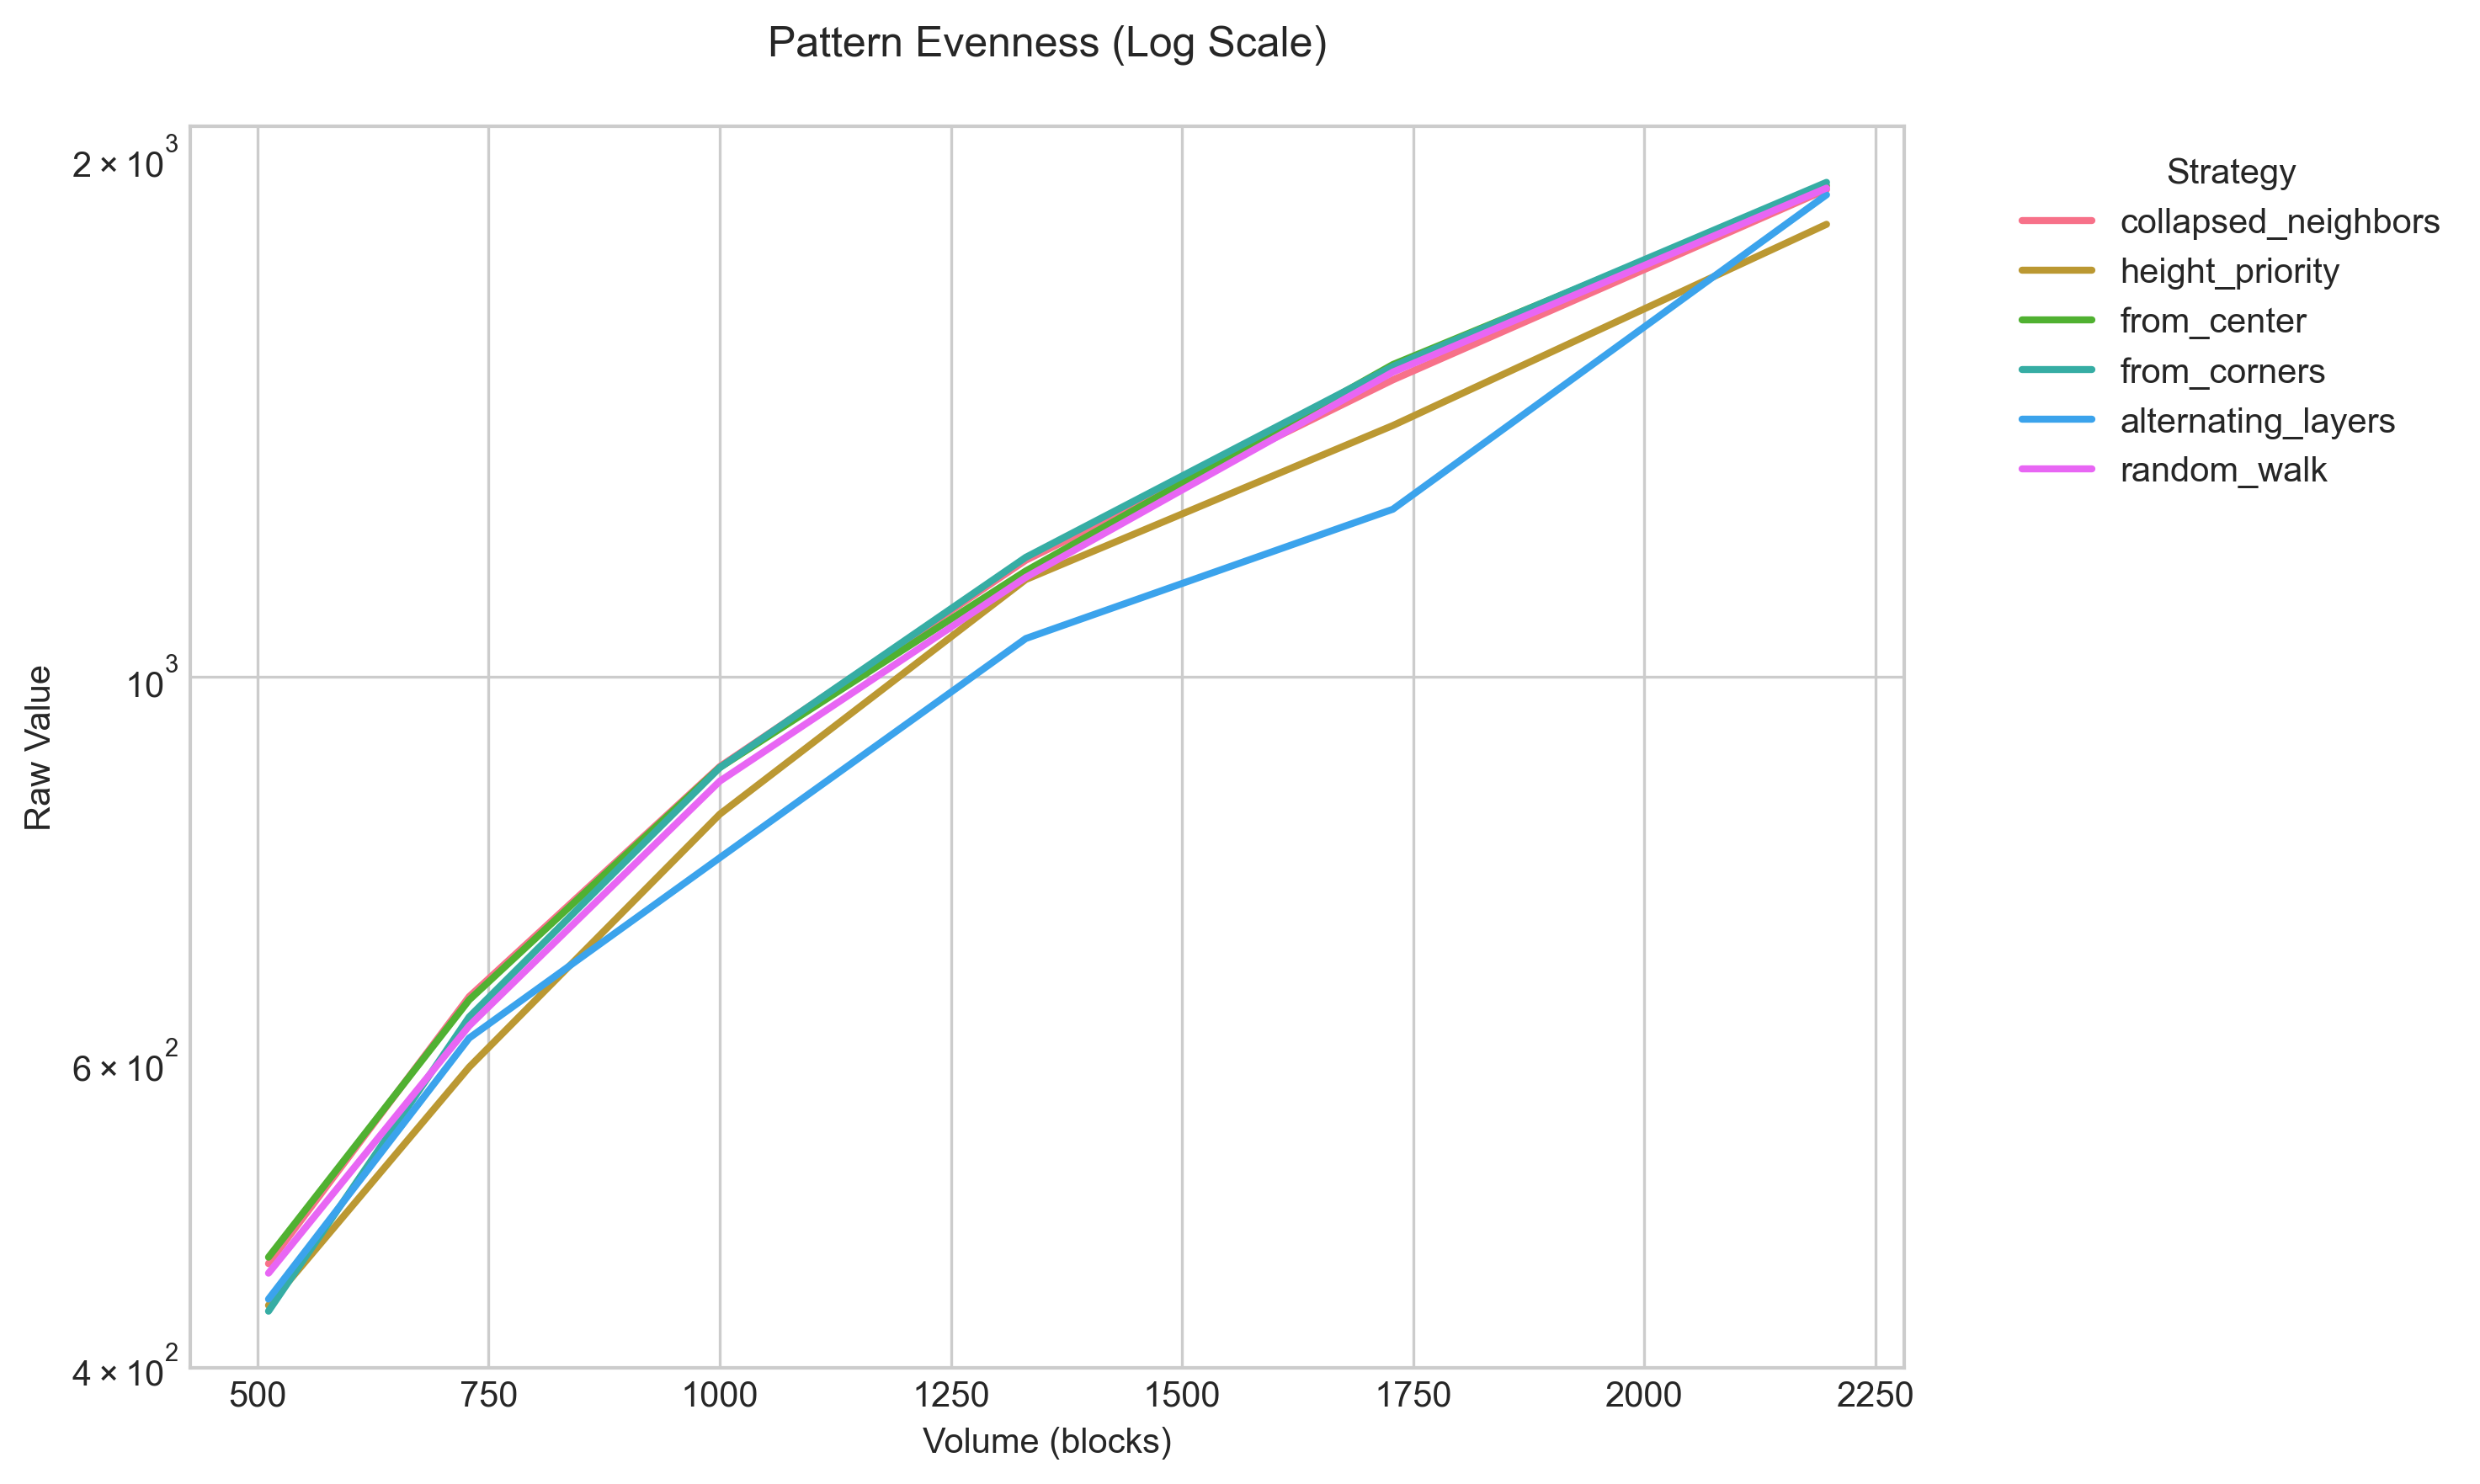 Pattern Evenness (Log Scale)
2 × 10³
10³
6 × 10²
4 × 10²
Raw Value
500 750 1000 1250 1500 1750 2000 2250
Volume (blocks)
Strategy
collapsed_neighbors
height_priority
from_center
from_corners
alternating_layers
random_walk